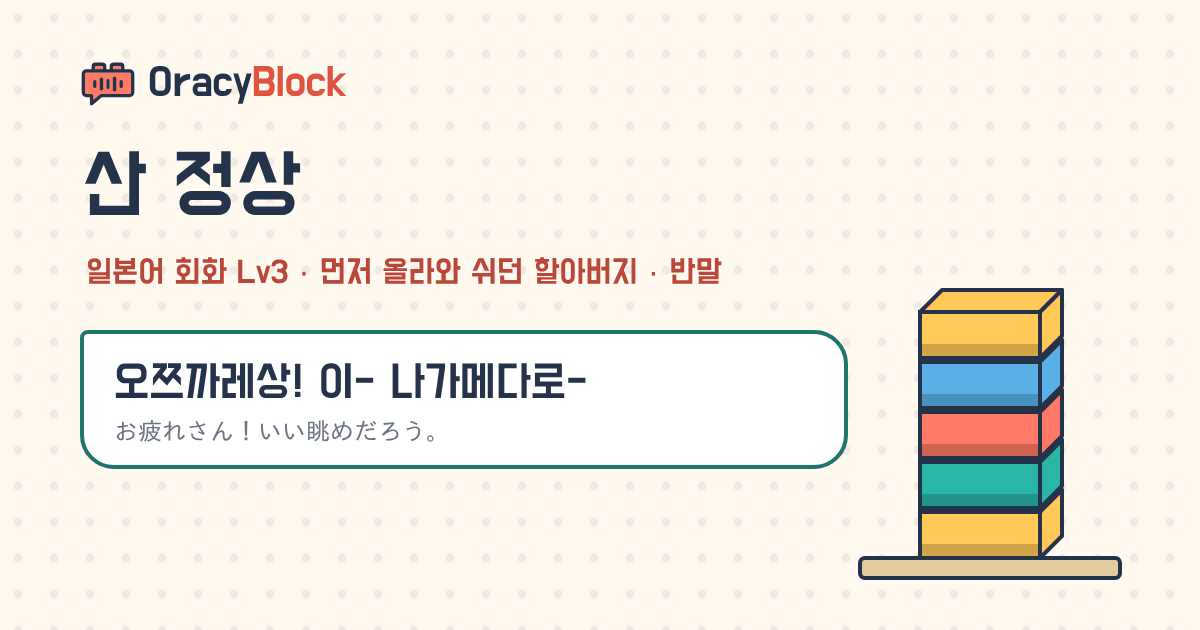 OracyBlock
산 정상
일본어 회화 Lv3 · 먼저 올라와 쉬던 할아버지 · 반말
오쯔까레상! 이- 나가메다로-
お疲れさん！いい眺めだろう。